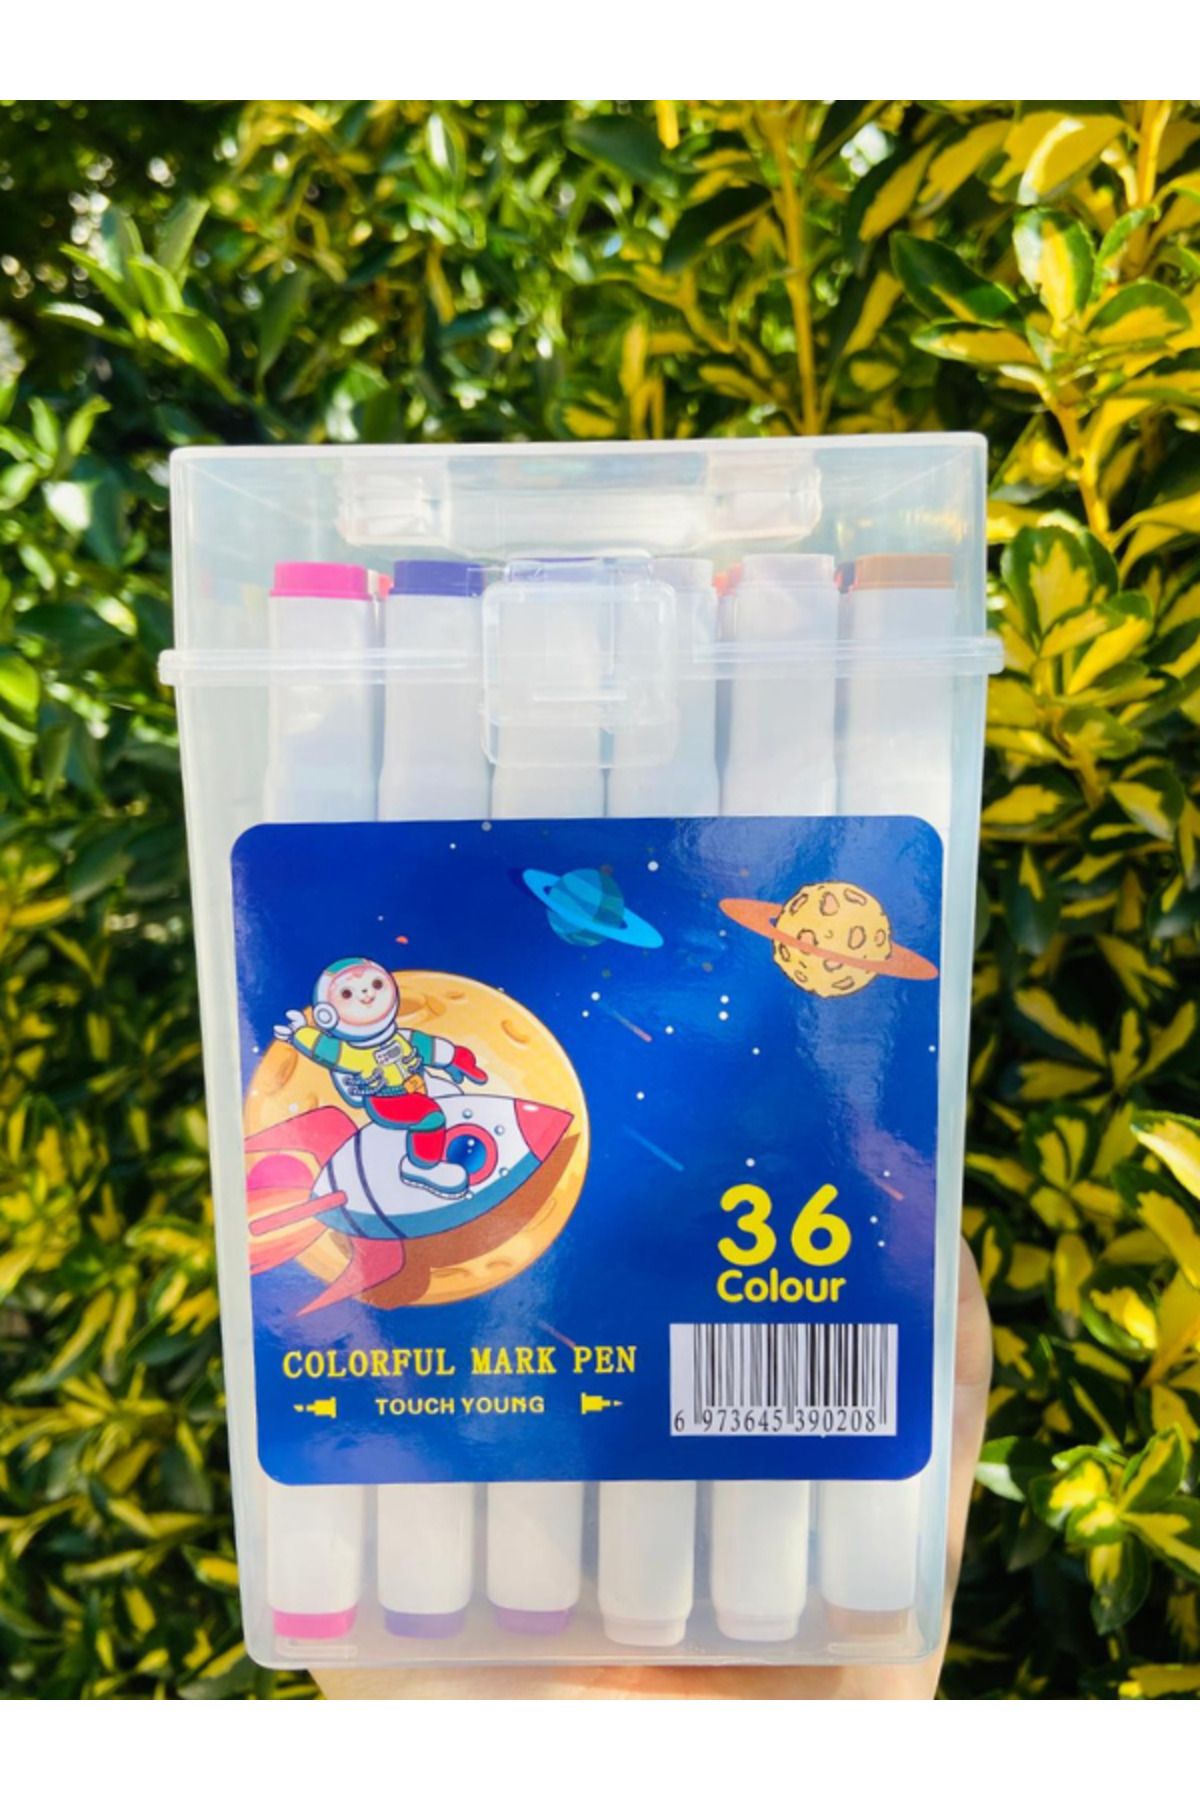 36
Colour
COLORFUL MARK PEN
TOUCH YOUNG
6 973645 390208